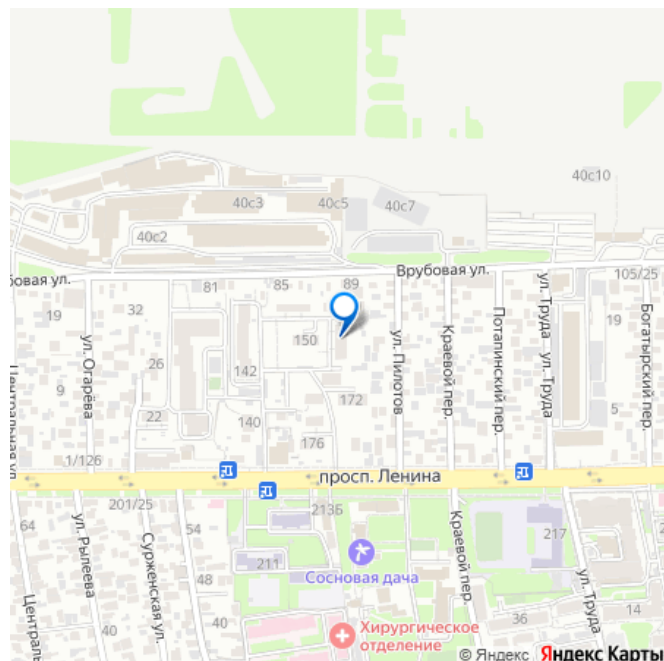 40с10
40с3
40с5
40с7
40с2
Врубовая ул.
бовая ул.
81
85
89
105/25
19
32
ул. Огарёва
26
150
142
ул. Пилотов
Краевой пер.
Потапинский пер.
ул. Труда
ул. Труда
19
Богатырский пер.
9
Центральная ул.
22
140
172
5
176
1/126
просп. Ленина
201/25
213Б
64
ул. Рылеева
Сурженская ул.
211
48
Сосновая дача
Краевой пер.
217
ул. Труда
Централь
40
40
Хирургическое
отделение
36
14
© Яндекс Яндекс Карты